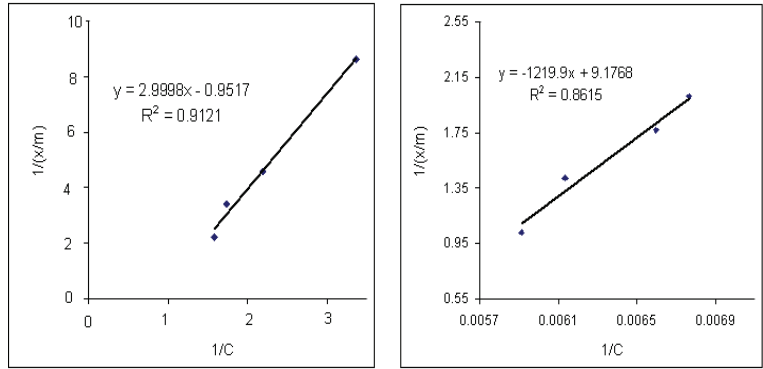 10
8
6
4
2
0
1/(x/m)
y = 2.9998x - 0.9517
R² = 0.9121
0 1 2 3
1/C
2.55
2.15
1.75
1.35
0.95
0.55
1/(x/m)
y = -1219.9x + 9.1768
R² = 0.8615
0.0057 0.0061 0.0065 0.0069
1/C